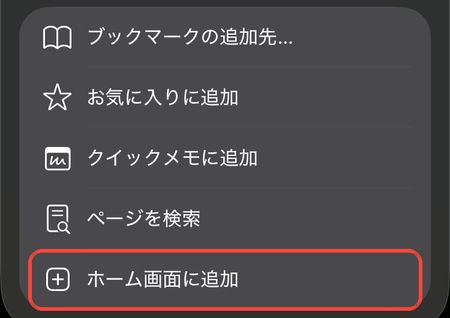 ブックマークの追加先...
お気に入りに追加
クイックメモに追加
ページを検索
ホーム画面に追加